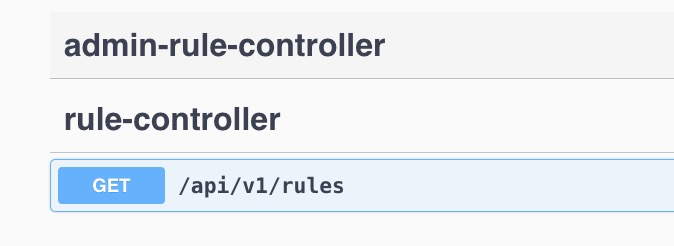 admin-rule-controller
rule-controller
GET /api/v1/rules